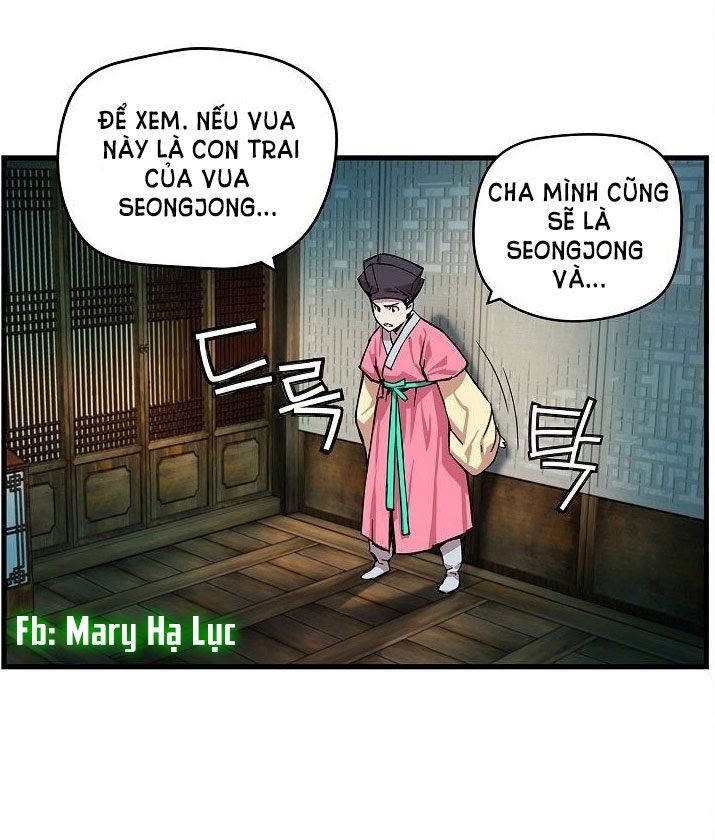 ĐỂ XEM. NẾU VUA
NÀY LÀ CON TRAI
CỦA VUA
SEONGJONG...
CHA MÌNH CŨNG
SẼ LÀ
SEONGJONG
VÀ...
드륵
탁
Fb: Mary Hạ Lục